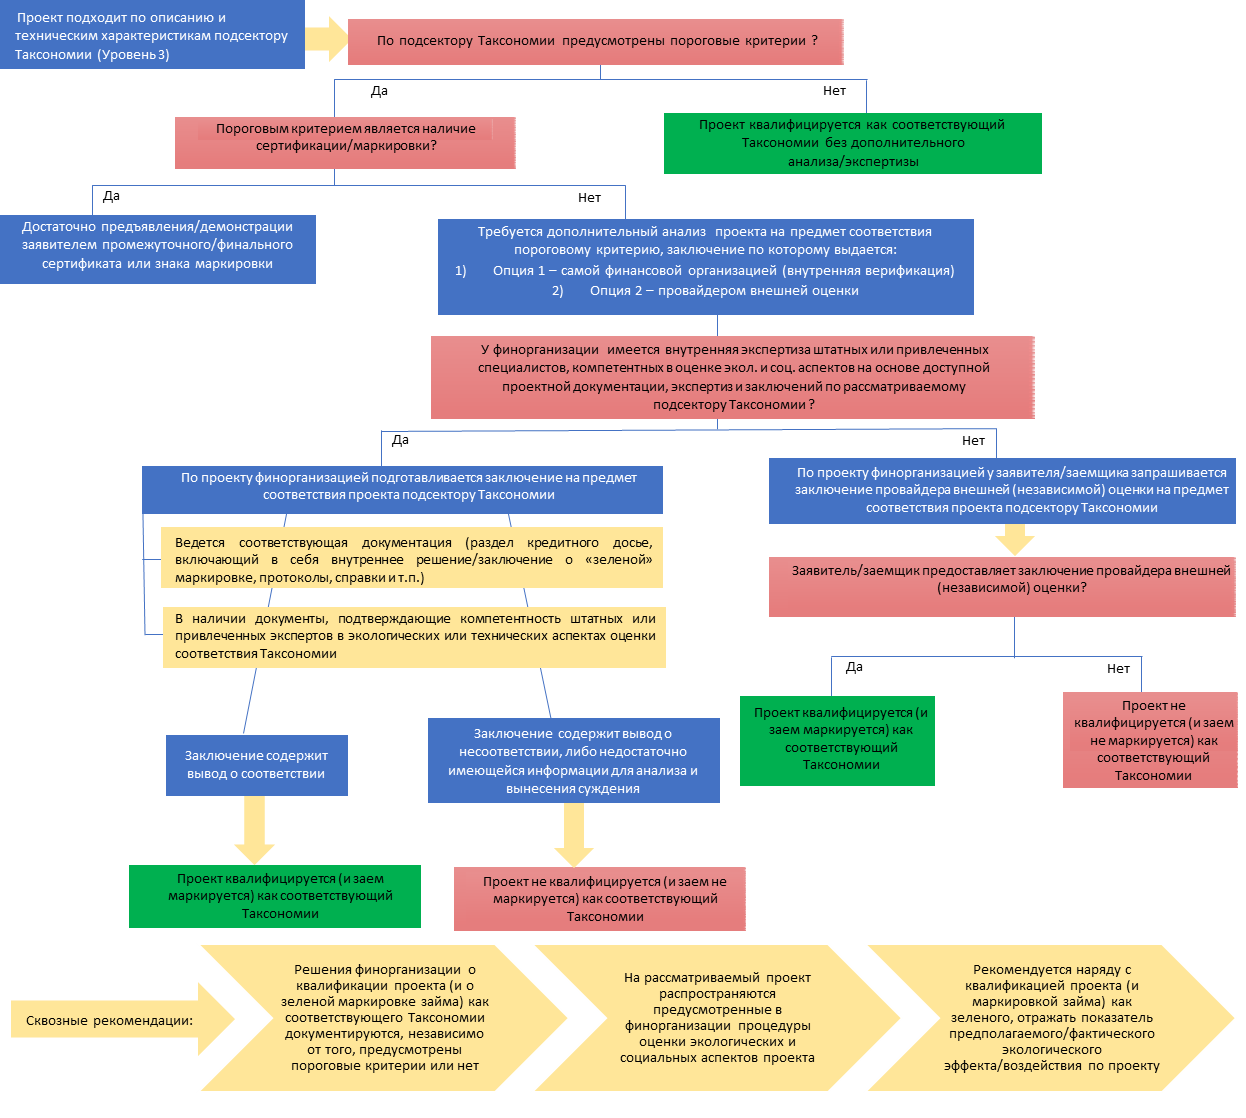 Проект подходит по описанию и
техническим характеристикам подсектору
Таксономии (Уровень 3)
По подсектору Таксономии предусмотрены пороговые критерии ?
Да
Нет
Пороговым критерием является наличие
сертификации/маркировки?
Проект квалифицируется как соответствующий
Таксономии без дополнительного
анализа/экспертизы
Да
Нет
Достаточно предъявления/демонстрации
заявителем промежуточного/финального
сертификата или знака маркировки
Требуется дополнительный анализ проекта на предмет соответствия
пороговому критерию, заключение по которому выдается:
1) Опция 1 – самой финансовой организацией (внутренняя верификация)
2) Опция 2 – провайдером внешней оценки
У финорганизации имеется внутренняя экспертиза штатных или привлеченных
специалистов, компетентных в оценке экол. и соц. аспектов на основе доступной
проектной документации, экспертиз и заключений по рассматриваемому
подсектору Таксономии ?
Да
Нет
По проекту финорганизацией подготавливается заключение на предмет
соответствия проекта подсектору Таксономии
По проекту финорганизацией у заявителя/заемщика запрашивается
заключение провайдера внешней (независимой) оценки на предмет
соответствия проекта подсектору Таксономии
Ведется соответствующая документация (раздел кредитного досье,
включающий в себя внутреннее решение/заключение о «зеленой»
маркировке, протоколы, справки и т.п.)
Заявитель/заемщик предоставляет заключение провайдера внешней
(независимой) оценки?
В наличии документы, подтверждающие компетентность штатных или
привлеченных экспертов в экологических или технических аспектах оценки
соответствия Таксономии
Да
Нет
Проект квалифицируется (и
заем маркируется) как
соответствующий
Таксономии
Проект не
квалифицируется (и заем
не маркируется) как
соответствующий
Таксономии
Заключение содержит
вывод о соответствии
Заключение содержит вывод о
несоответствии, либо недостаточно
имеющейся информации для анализа и
вынесения суждения
Проект квалифицируется (и заем
маркируется) как соответствующий
Таксономии
Проект не квалифицируется (и заем не
маркируется) как соответствующий
Таксономии
Сквозные рекомендации:
Решения финорганизации о
квалификации проекта (и о
зеленой маркировке займа) как
соответствующего Таксономии
документируются, независимо
от того, предусмотрены
пороговые критерии или нет
На рассматриваемый проект
распространяются
предусмотренные в
финорганизации процедуры
оценки экологических и
социальных аспектов проекта
Рекомендуется наряду с
квалификацией проекта (и
маркировкой займа) как
зеленого, отражать показатель
предполагаемого/фактического
экологического
эффекта/воздействия по проекту